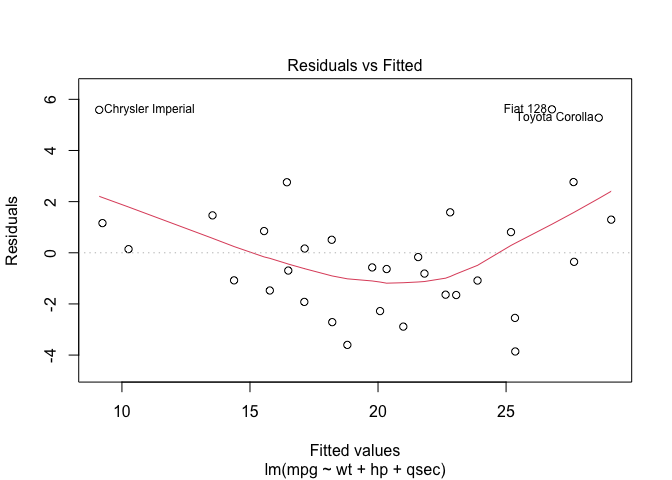 Residuals vs Fitted
Chrysler Imperial
Fiat 128
Toyota Corolla
Residuals
6
4
2
0
-2
-4
10 15 20 25
Fitted values
lm(mpg ~ wt + hp + qsec)